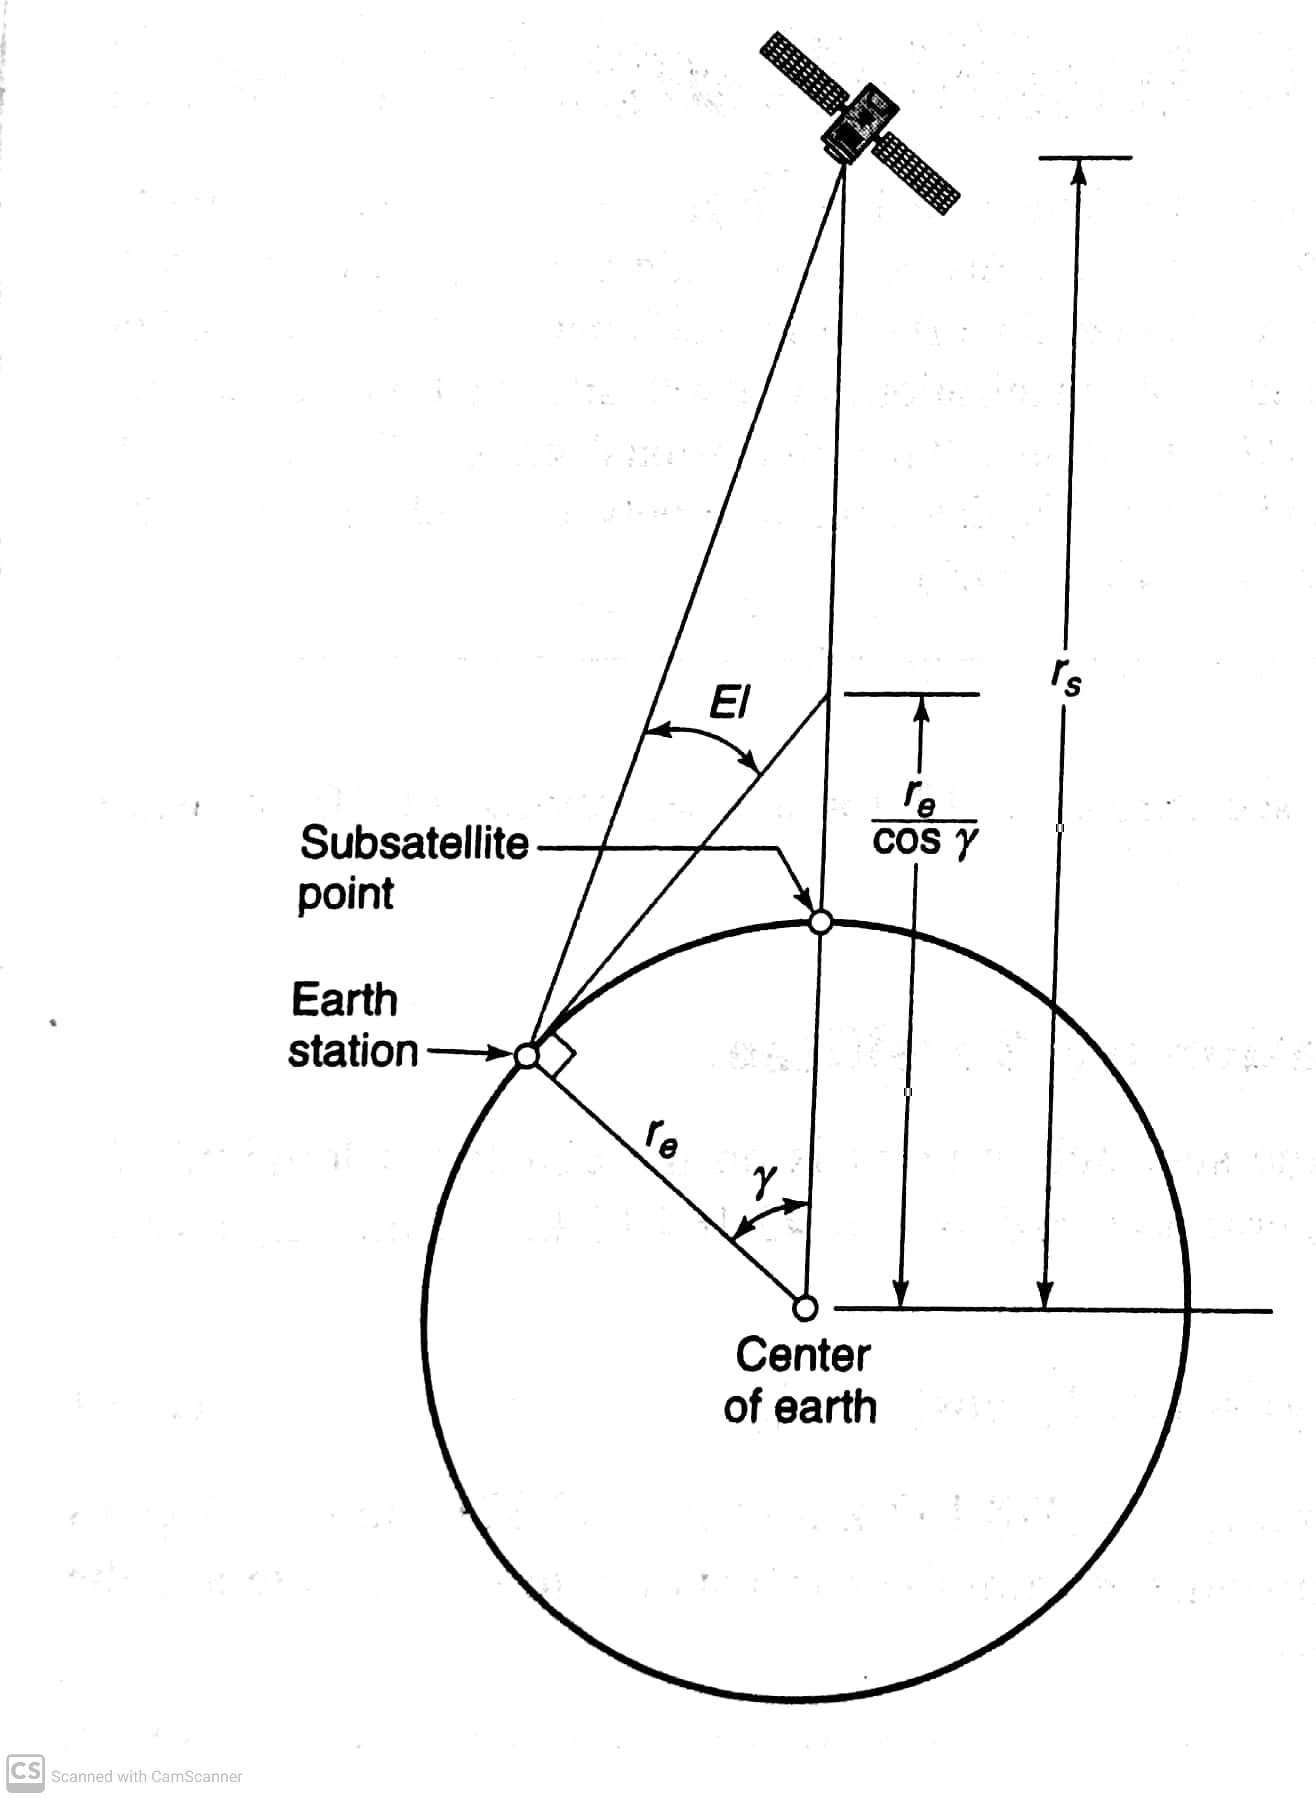 El
r_s
r_e
cos γ
Subsatellite
point
Earth
station
r_e
γ
Center
of earth
CS Scanned with CamScanner